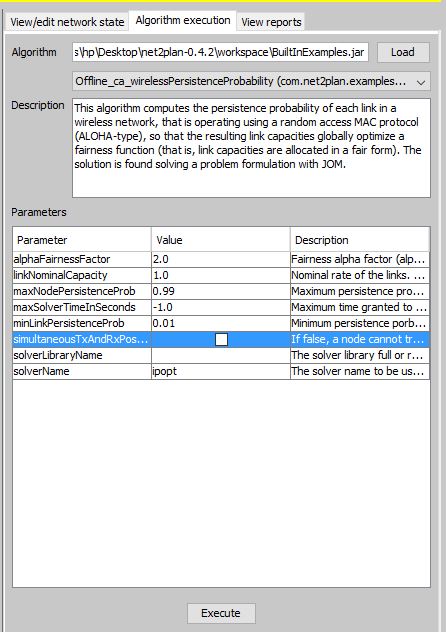 View/edit network state Algorithm execution View reports
Algorithm s\hp\Desktop\net2plan-0.4.2\workspace\BuiltInExamples.jar Load
Offline_ca_wirelessPersistenceProbability (com.net2plan.examples...
Description This algorithm computes the persistence probability of each link in a
wireless network, that is operating using a random access MAC protocol
(ALOHA-type), so that the resulting link capacities globally optimize a
fairness function (that is, link capacities are allocated in a fair form). The
solution is found solving a problem formulation with JOM.
Parameters
Parameter Value Description
alphaFairnessFactor 2.0 Fairness alpha factor (alp...
linkNominalCapacity 1.0 Nominal rate of the links. ...
maxNodePersistenceProb 0.99 Maximum persistence pro...
maxSolverTimeInSeconds -1.0 Maximum time granted to ...
minLinkPersistenceProb 0.01 Minimum persistence porb...
simultaneousTxAndRxPos... If false, a node cannot tr...
solverLibraryName The solver library full or r...
solverName ipopt The solver name to be us...
Execute